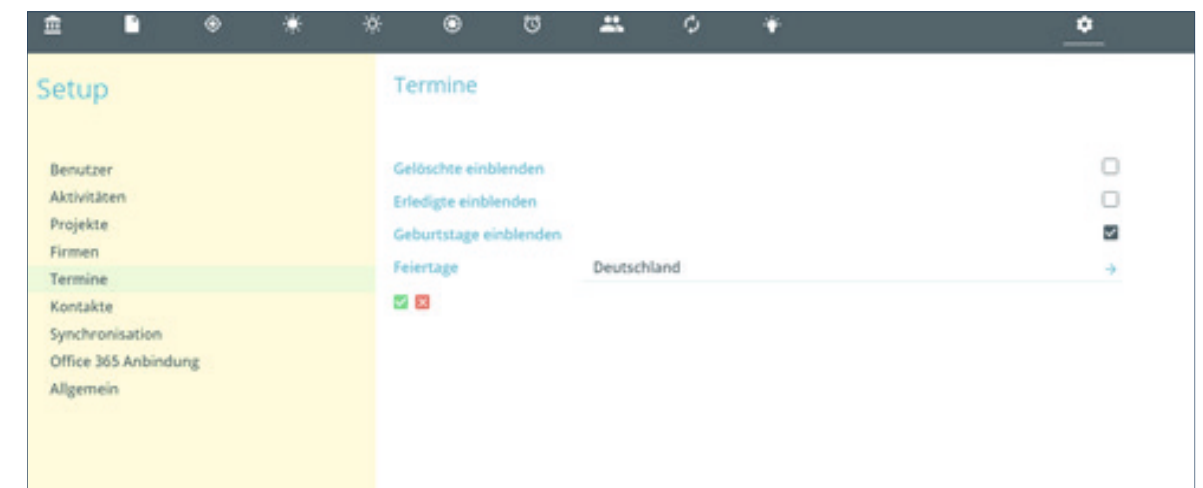 Setup
Benutzer
Aktivitäten
Projekte
Firmen
Termine
Kontakte
Synchronisation
Office 365 Anbindung
Allgemein
Termine
Gelöschte einblenden
Erledigte einblenden
Geburtstage einblenden
Feiertage Deutschland